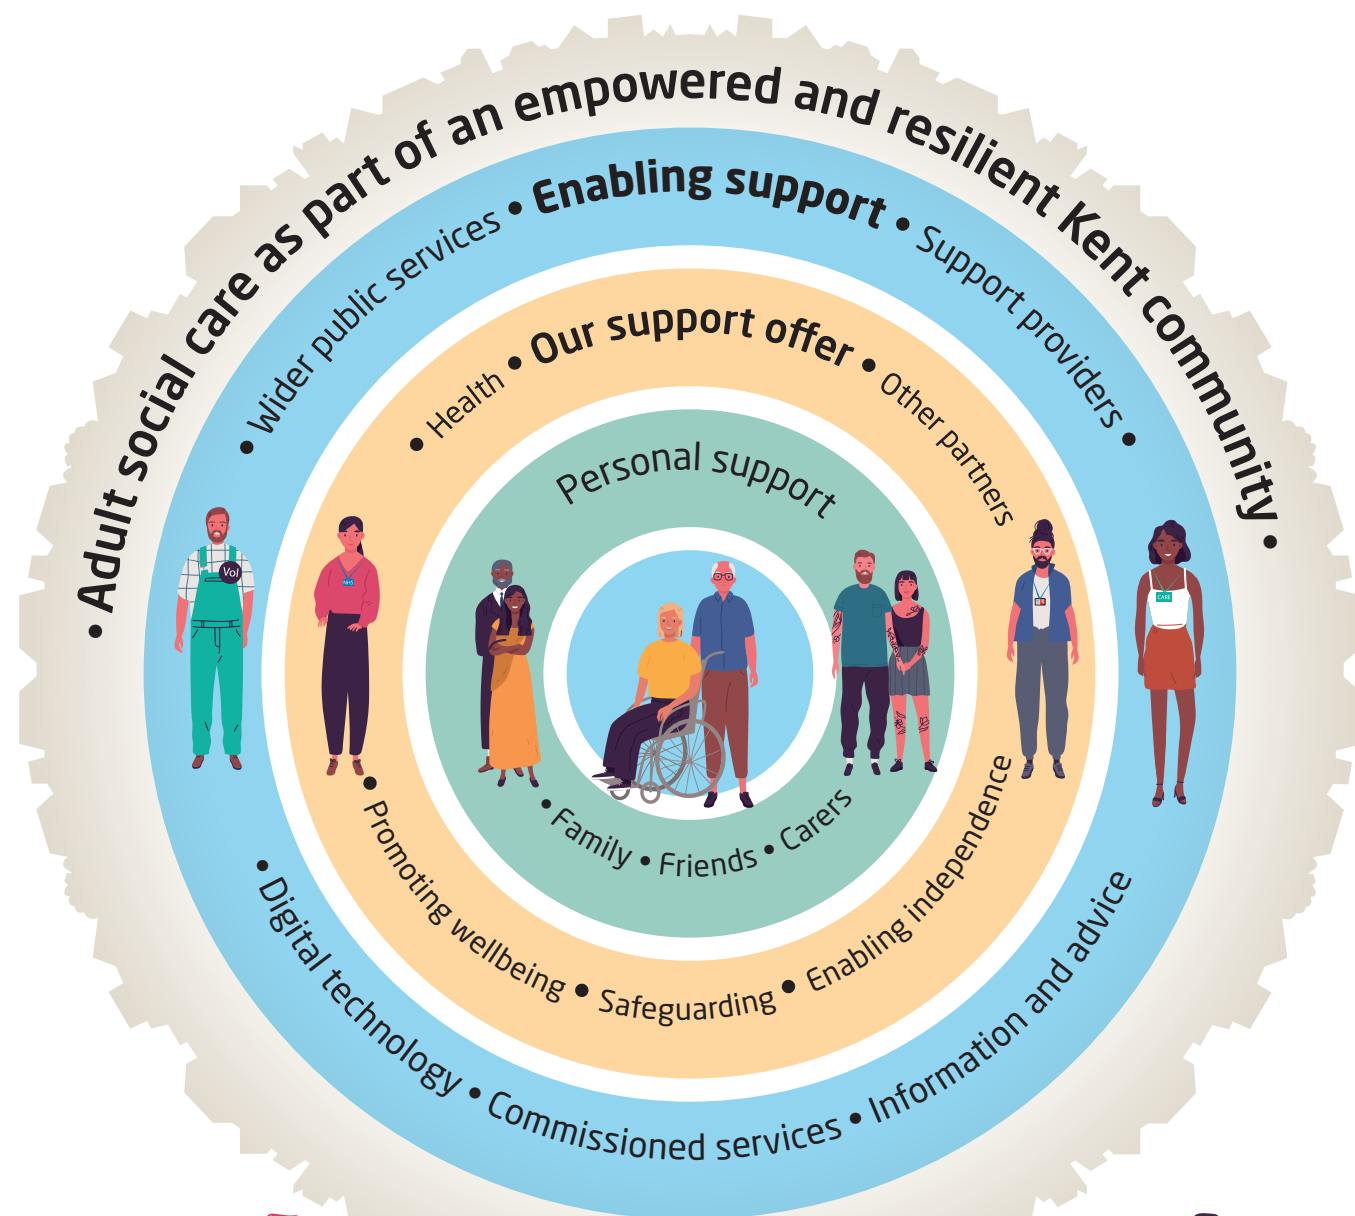 • Adult social care as part of an empowered and resilient Kent community •
• Wider public services • Enabling support • Support providers •
• Health • Our support offer • Other partners
Personal support
Vol
NHS
CARE
• Family • Friends • Carers
• Promoting wellbeing • Safeguarding • Enabling independence
• Digital technology • Commissioned services • Information and advice